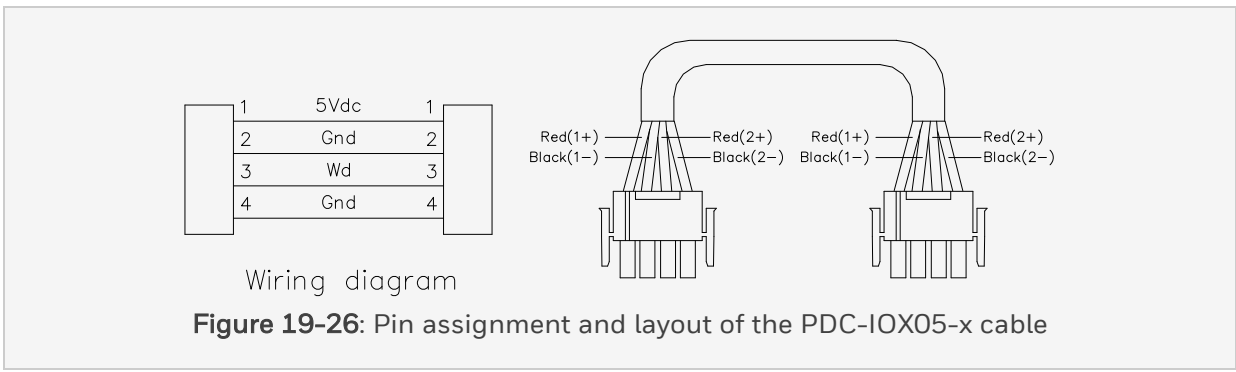 1 5Vdc 1
2 Gnd 2
3 Wd 3
4 Gnd 4
Wiring diagram
Red(1+) Red(2+) Red(1+) Red(2+)
Black(1-) Black(2-) Black(1-) Black(2-)
Figure 19-26: Pin assignment and layout of the PDC-IOX05-x cable